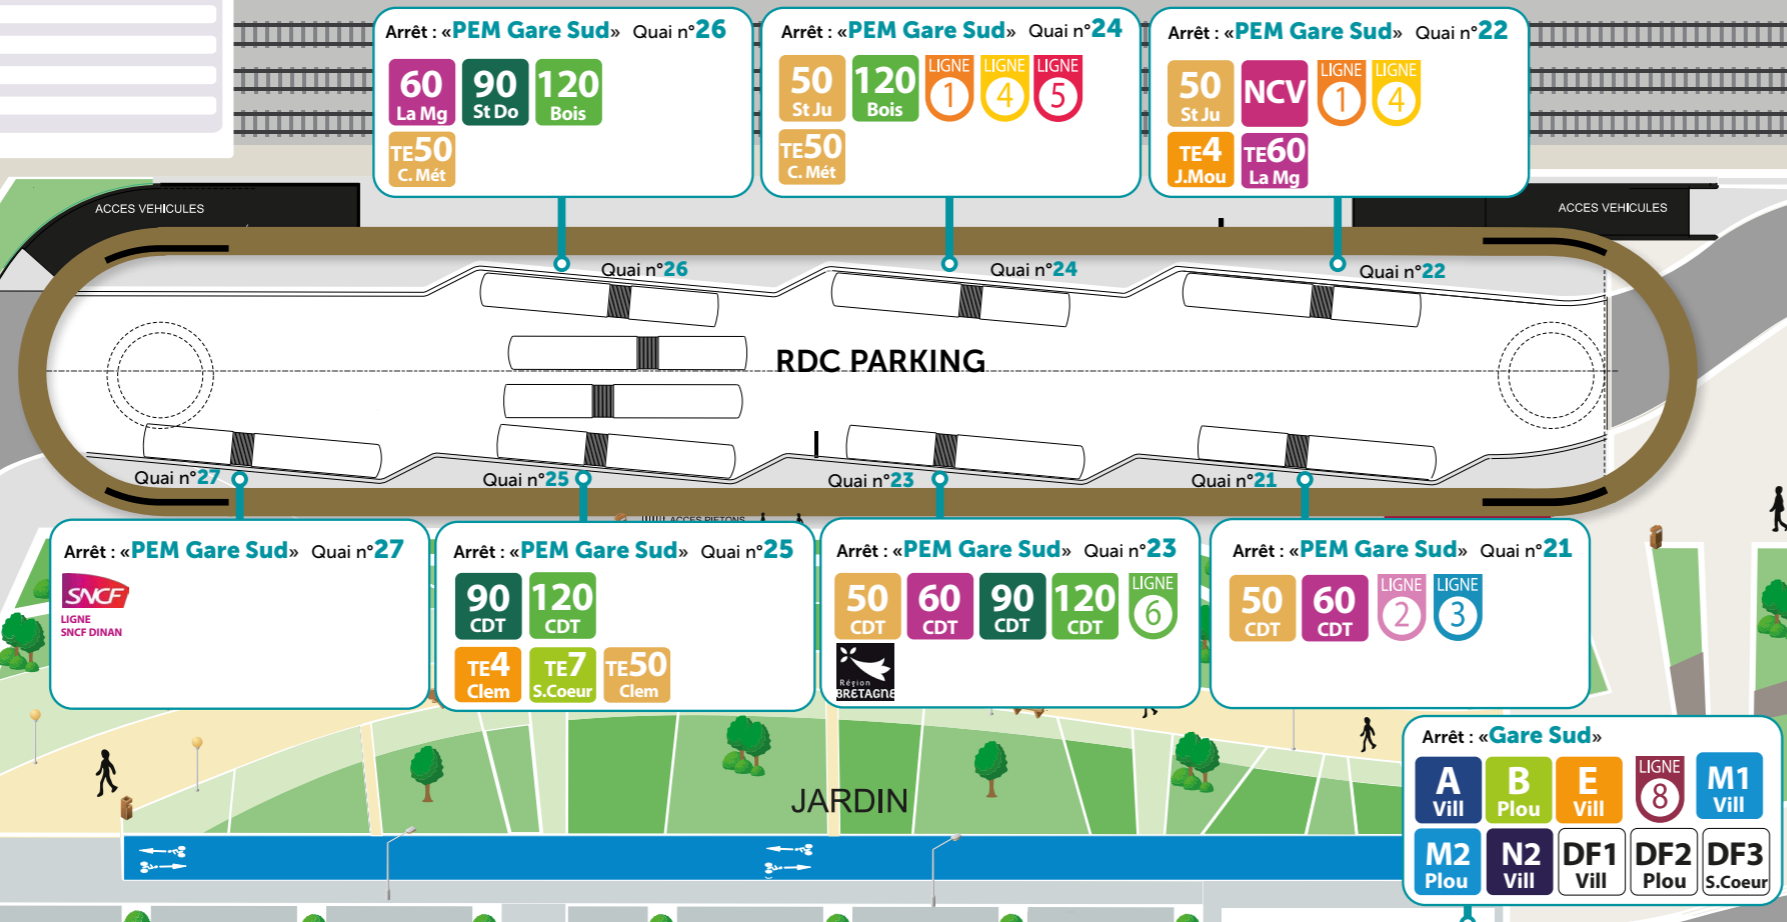 Arrêt : «PEM Gare Sud» Quai n°26
60 90 120
La Mg St Do Bois
TE50
C. Mét
Arrêt : «PEM Gare Sud» Quai n°24
50 120 LIGNE 1 LIGNE 4 LIGNE 5
St Ju Bois
TE50
C. Mét
Arrêt : «PEM Gare Sud» Quai n°22
50 NCV LIGNE 1 LIGNE 4
St Ju
TE4 TE60
J.Mou La Mg
ACCES VEHICULES
ACCES VEHICULES
Quai n°26
Quai n°24
Quai n°22
RDC PARKING
Quai n°27
Quai n°25
Quai n°23
Quai n°21
ACCES PIETONS
Arrêt : «PEM Gare Sud» Quai n°27
SNCF
LIGNE
SNCF DINAN
Arrêt : «PEM Gare Sud» Quai n°25
90 120
CDT CDT
TE4 TE7 TE50
Clem S.Coeur Clem
Arrêt : «PEM Gare Sud» Quai n°23
50 60 90 120 LIGNE 6
CDT CDT CDT CDT
Région
BRETAGNE
Arrêt : «PEM Gare Sud» Quai n°21
50 60 LIGNE 2 LIGNE 3
CDT CDT
JARDIN
Arrêt : «Gare Sud»
A B E LIGNE 8 M1
Vill Plou Vill Vill
M2 N2 DF1 DF2 DF3
Plou Vill Vill Plou S.Coeur